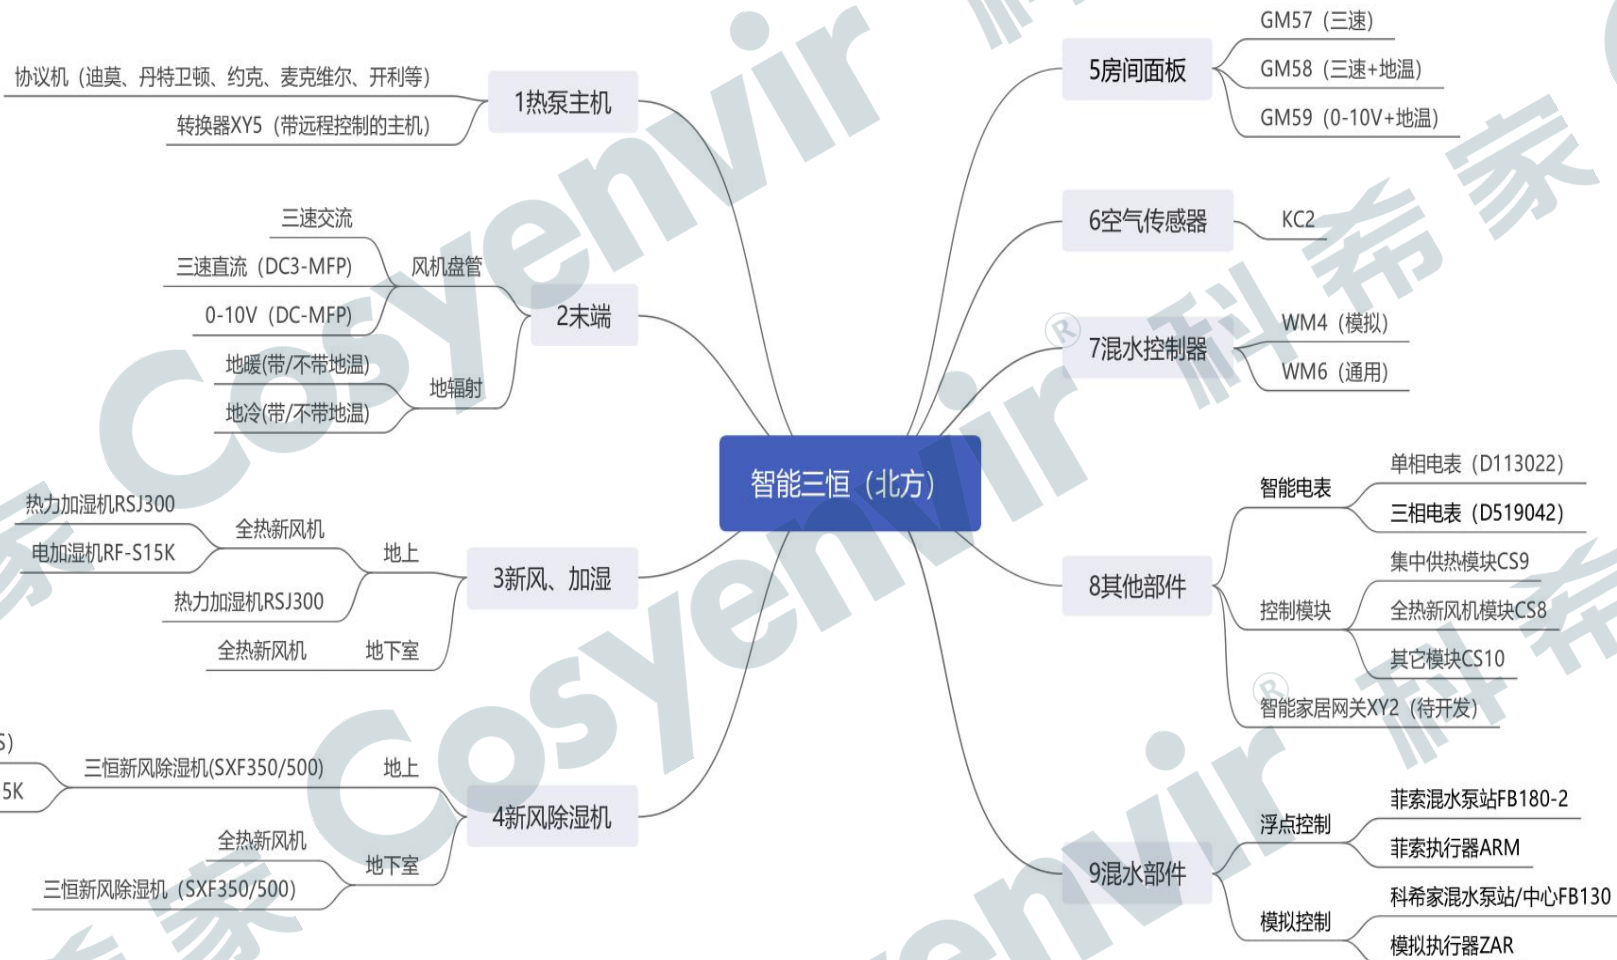 智能三恒（北方）
1热泵主机
协议机（迪莫、丹特卫顿、约克、麦克维尔、开利等）
转换器XY5（带远程控制的主机）
2末端
风机盘管
三速交流
三速直流（DC3-MFP)
0-10V（DC-MFP)
地辐射
地暖(带/不带地温)
地冷(带/不带地温)
3新风、加湿
地上
全热新风机
热力加湿机RSJ300
电加湿机RF-S15K
热力加湿机RSJ300
地下室
全热新风机
4新风除湿机
地上
三恒新风除湿机(SXF350/500)
S）
5K
地下室
全热新风机
三恒新风除湿机（SXF350/500）
5房间面板
GM57（三速）
GM58（三速+地温）
GM59（0-10V+地温）
6空气传感器
KC2
7混水控制器
WM4（模拟）
WM6（通用）
8其他部件
智能电表
单相电表（D113022）
三相电表（D519042）
控制模块
集中供热模块CS9
全热新风机模块CS8
其它模块CS10
智能家居网关XY2（待开发）
9混水部件
浮点控制
菲索混水泵站FB180-2
菲索执行器ARM
模拟控制
科希家混水泵站/中心FB130
模拟执行器ZAR
Cosyenvir® 科希家
Cosyenvir® 科希家